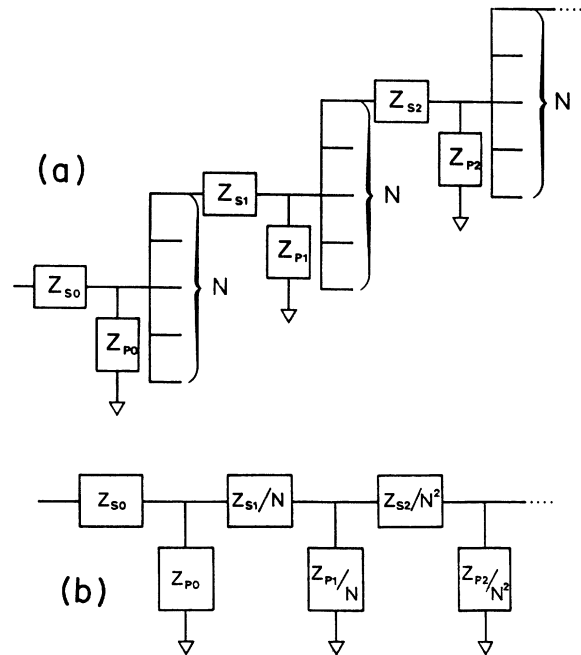 N
Z_S2
Z_P2
(a)
Z_S1
N
Z_P1
Z_S0
N
Z_P0
Z_S0
Z_S1/N
Z_S2/N²
(b)
Z_P0
Z_P1/N
Z_P2/N²